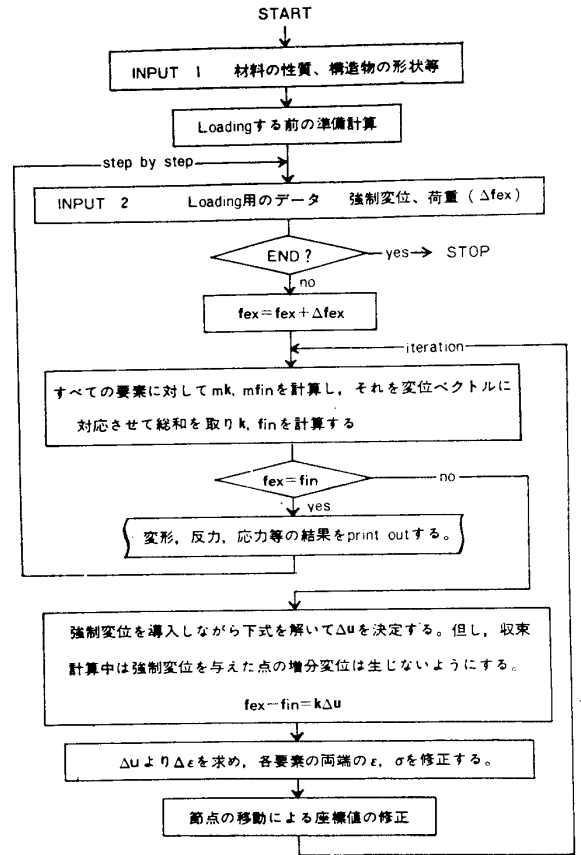 START
INPUT 1 材料の性質、構造物の形状等
Loadingする前の準備計算
step by step
INPUT 2 Loading用のデータ 強制変位、荷重（Δfex）
END?
yes
STOP
no
fex=fex+Δfex
iteration
すべての要素に対してmk, mfinを計算し，それを変位ベクトルに
対応させて総和を取りk, finを計算する
fex=fin
no
yes
変形，反力，応力等の結果をprint outする。
強制変位を導入しながら下式を解いてΔuを決定する。但し，収束
計算中は強制変位を与えた点の増分変位は生じないようにする。
fex－fin=kΔu
ΔuよりΔεを求め，各要素の両端のε，σを修正する。
節点の移動による座標値の修正